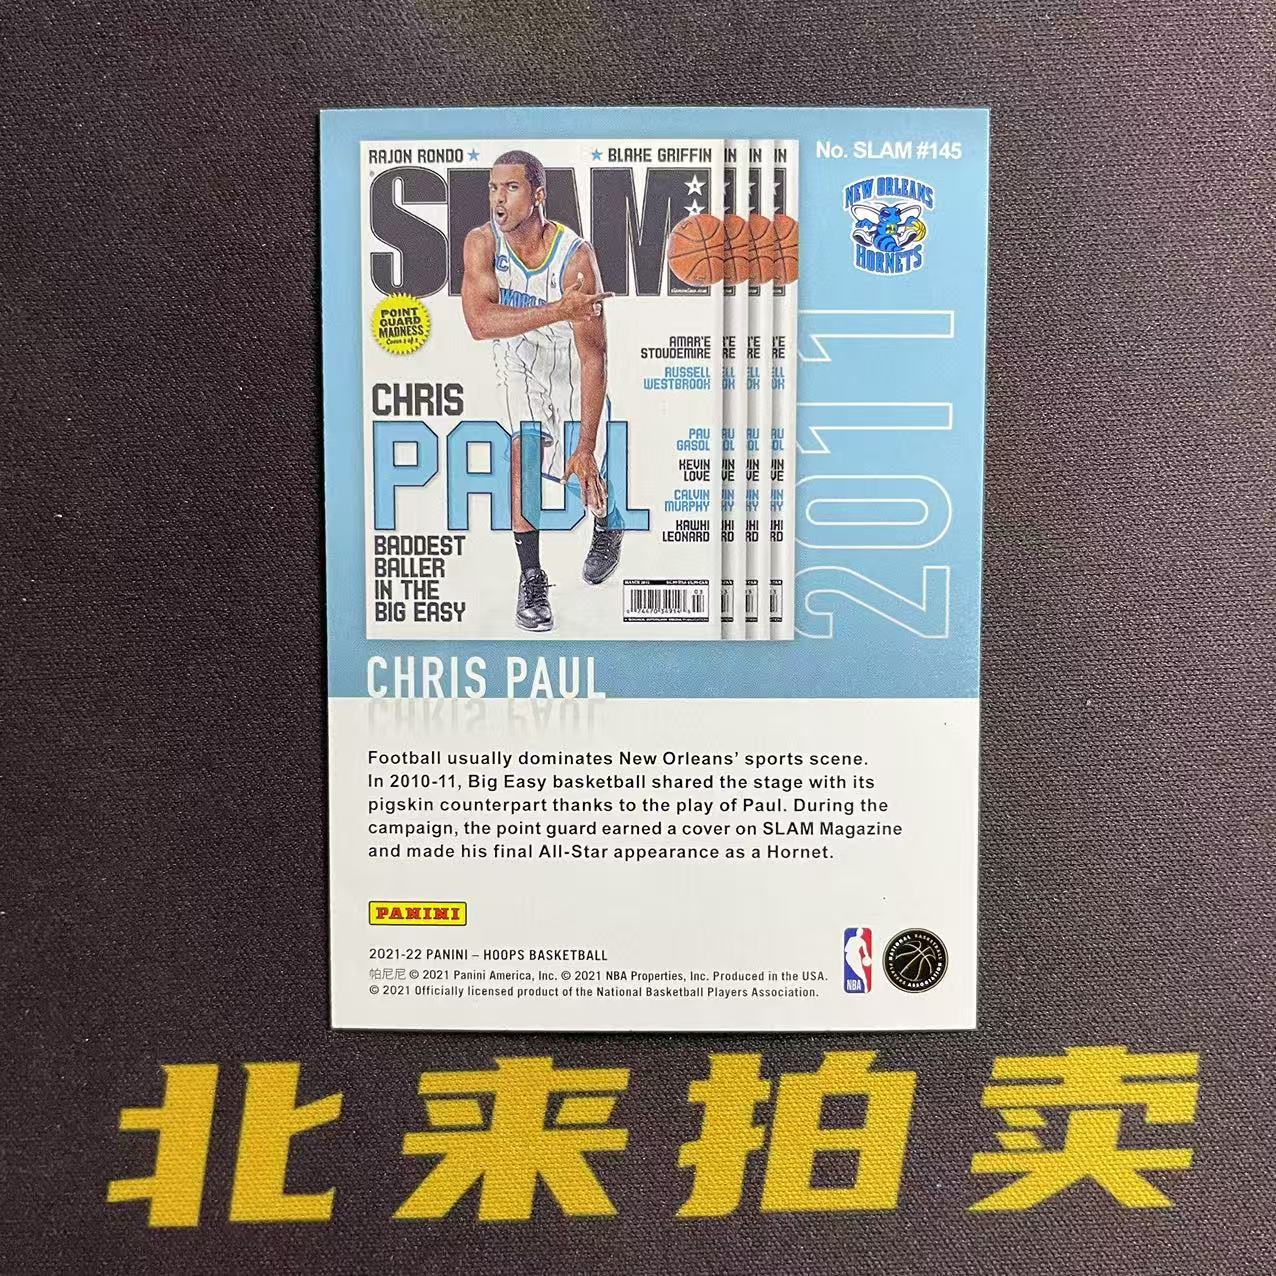 RAJON RONDO ★
★ BLAKE GRIFFIN
SLAM
No. SLAM #145
NEW ORLEANS
HORNETS
POINT
GUARD
MADNESS
AMAR'E
STOUDEMIRE
RUSSELL
WESTBROOK
CHRIS
PAUL
PAU
GASOL
KEVIN
LOVE
CALVIN
MURPHY
KAWHI
LEONARD
BADDEST
BALLER
IN THE
BIG EASY
2011
CHRIS PAUL
Football usually dominates New Orleans’ sports scene.
In 2010-11, Big Easy basketball shared the stage with its
pigskin counterpart thanks to the play of Paul. During the
campaign, the point guard earned a cover on SLAM Magazine
and made his final All-Star appearance as a Hornet.
PANINI
2021-22 PANINI – HOOPS BASKETBALL
帕尼尼 © 2021 Panini America, Inc. © 2021 NBA Properties, Inc. Produced in the USA.
© 2021 Officially licensed product of the National Basketball Players Association.
NBA
NATIONAL BASKETBALL
PLAYERS ASSOCIATION
北来拍卖